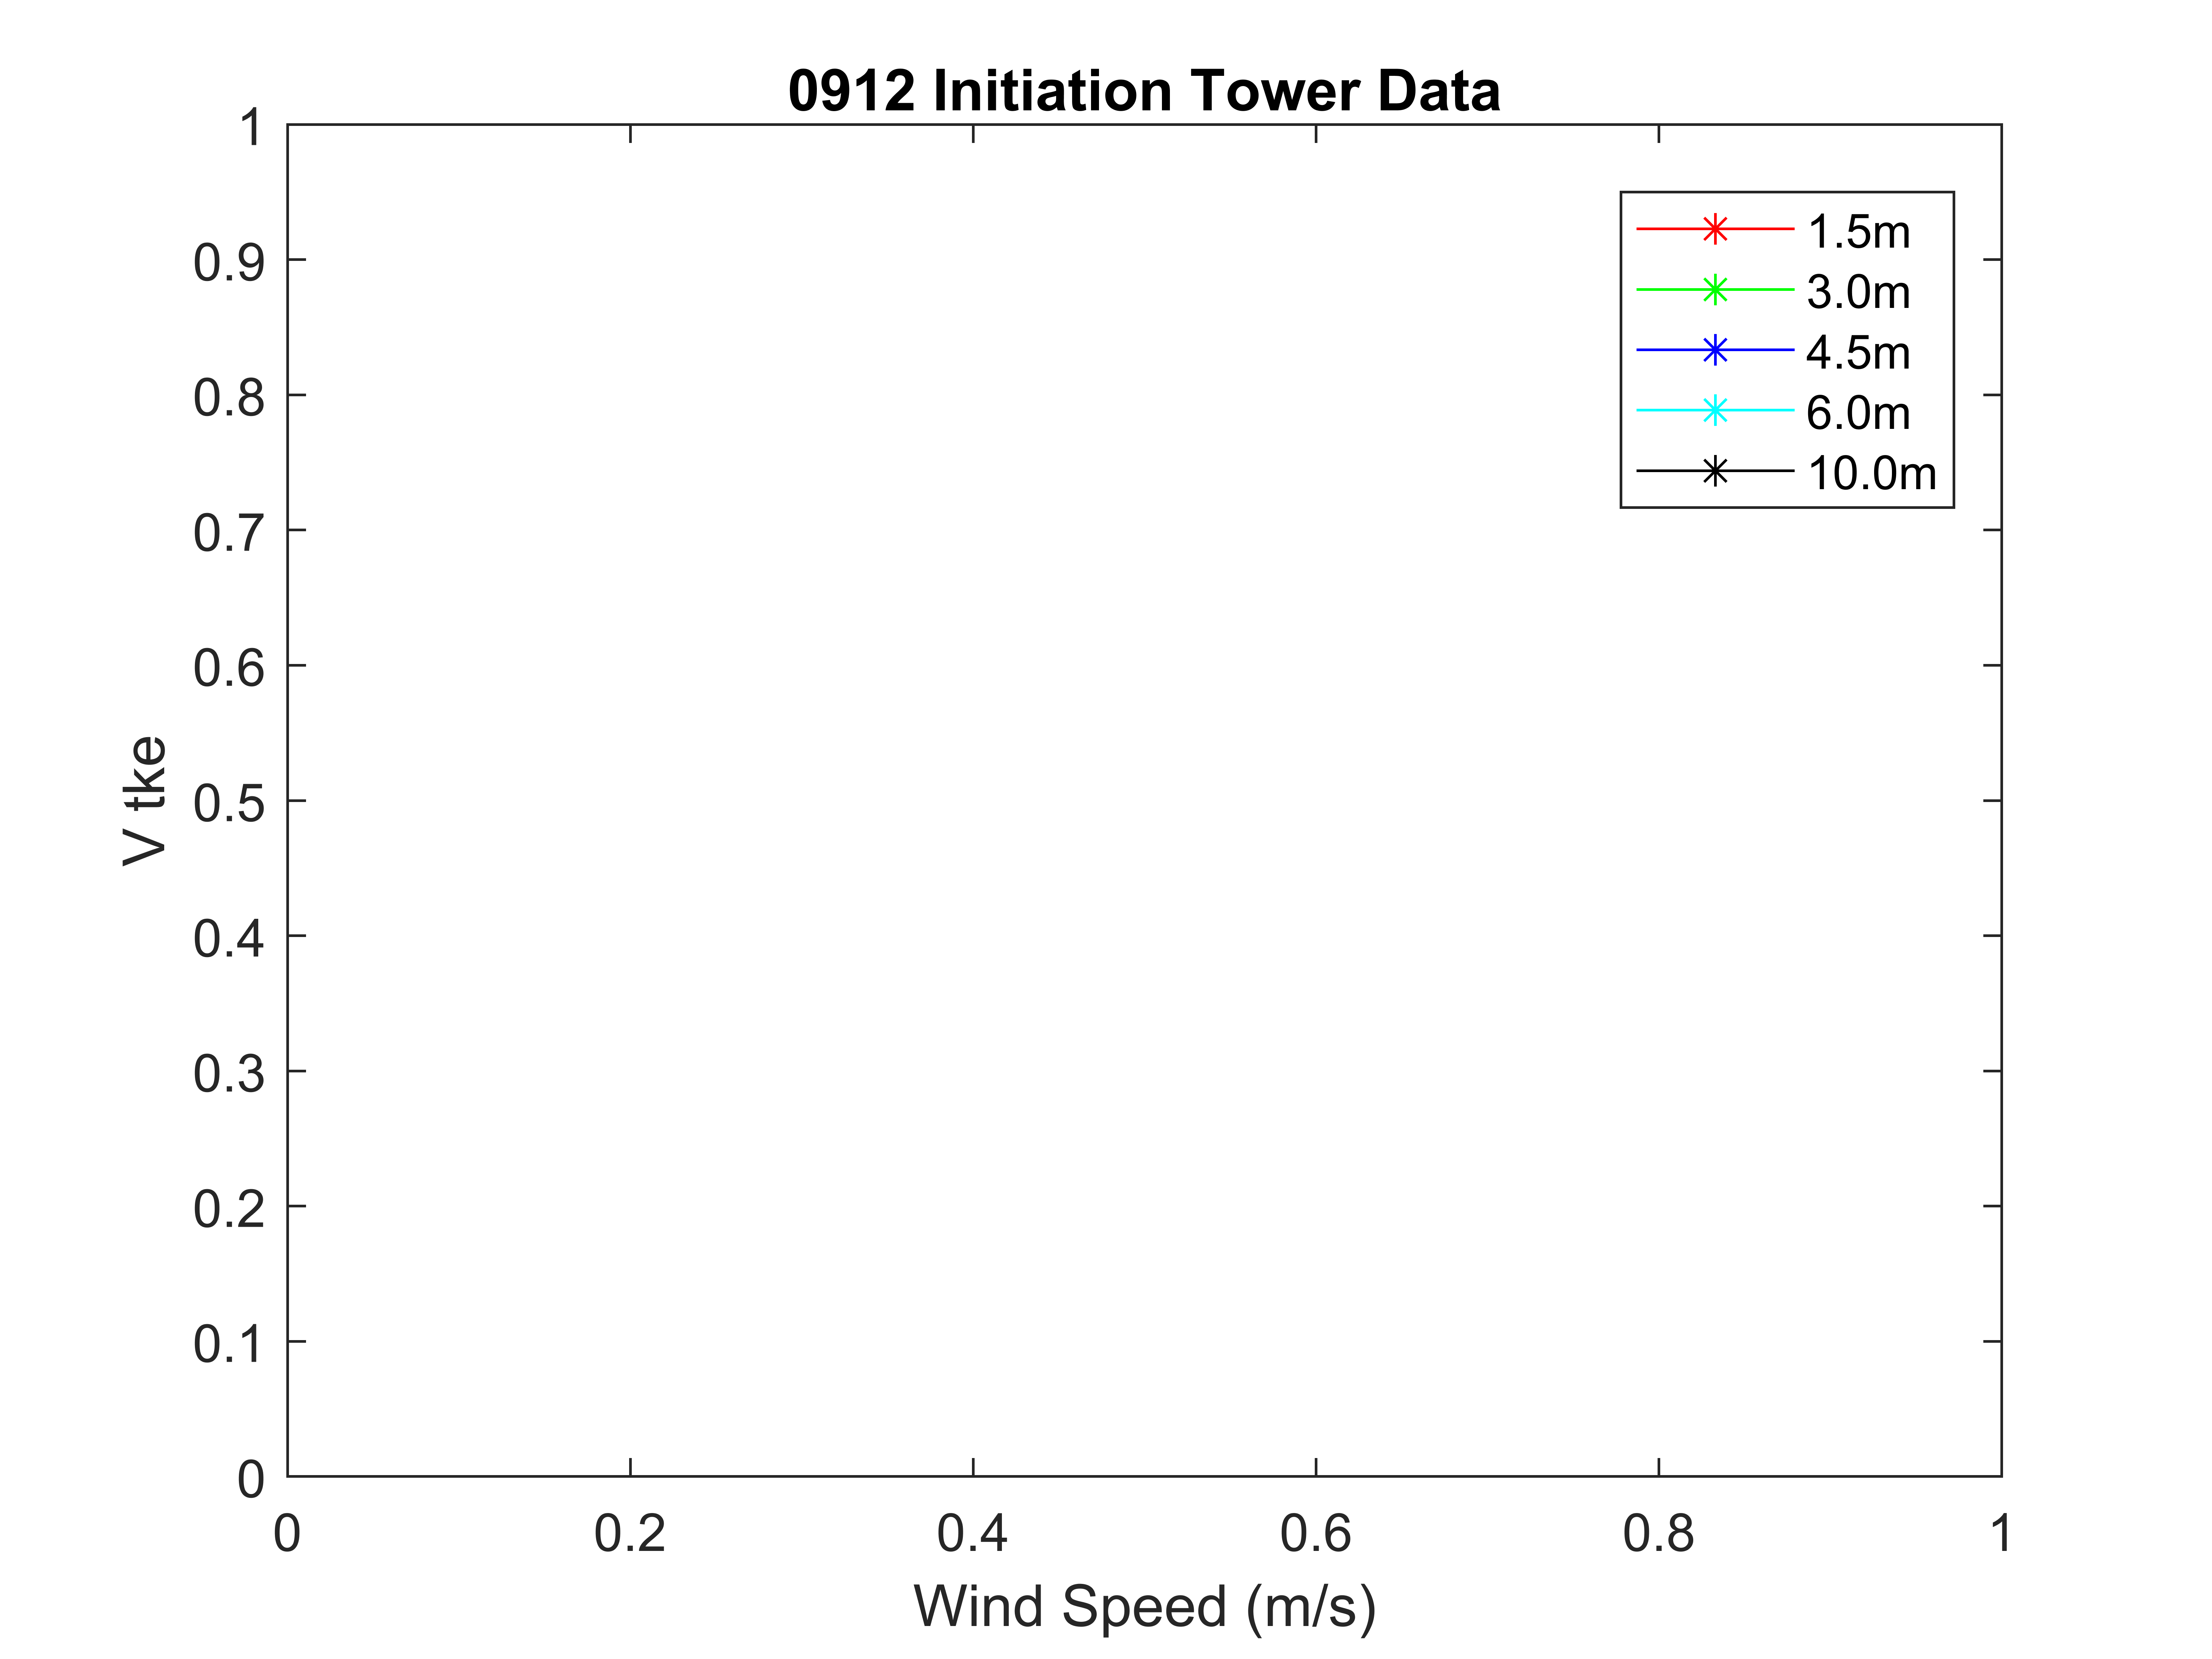 0912 Initiation Tower Data
1
0.9
0.8
0.7
0.6
0.5
0.4
0.3
0.2
0.1
0
V tke
1.5m
3.0m
4.5m
6.0m
10.0m
0 0.2 0.4 0.6 0.8 1
Wind Speed (m/s)